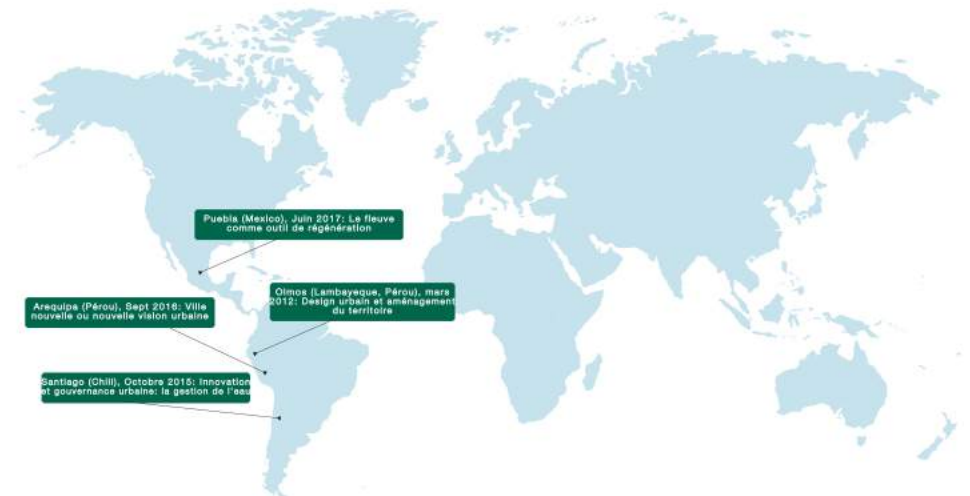 Puebla (Mexico), Juin 2017: Le fleuve
comme outil de régénération
Olmos (Lambayeque, Pérou), mars
2012: Design urbain et aménagement
du territoire
Arequipa (Pérou), Sept 2016: Ville
nouvelle ou nouvelle vision urbaine
Santiago (Chili), Octobre 2015: Innovation
et gouvernance urbaine: la gestion de l'eau